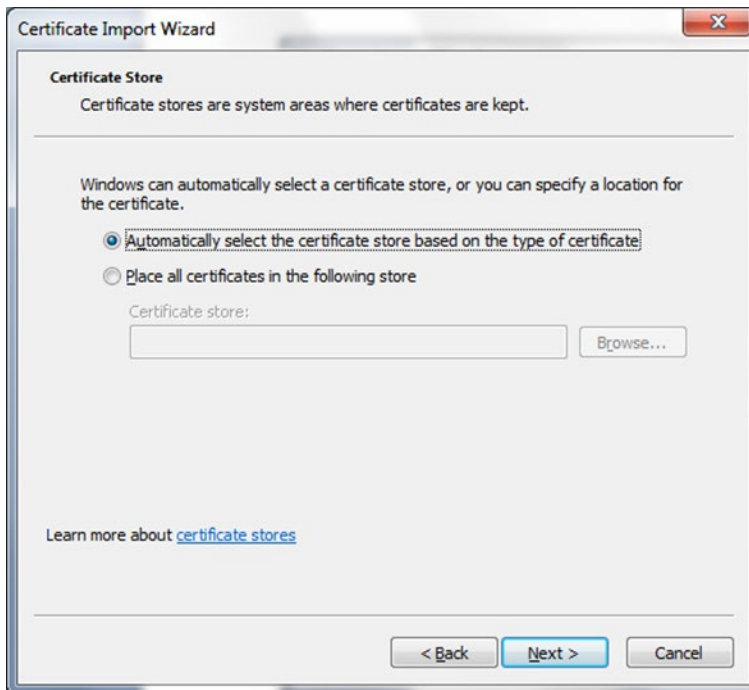 Certificate Import Wizard
Certificate Store
Certificate stores are system areas where certificates are kept.
Windows can automatically select a certificate store, or you can specify a location for
the certificate.
Automatically select the certificate store based on the type of certificate
Place all certificates in the following store
Certificate store:
Browse...
Learn more about certificate stores
< Back
Next >
Cancel